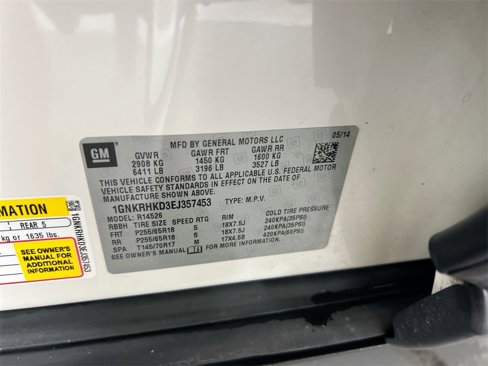 MFD BY GENERAL MOTORS LLC 05/14
GM GVWR GAWR FRT GAWR RR
2908 KG 1450 KG 1600 KG
6411 LB 3196 LB 3527 LB
THIS VEHICLE CONFORMS TO ALL APPLICABLE U.S. FEDERAL MOTOR
VEHICLE SAFETY STANDARDS IN EFFECT ON THE DATE OF
MANUFACTURE SHOWN ABOVE.
1GNKRHKD3EJ357453 TYPE: M.P.V.
RBBH R14526
TIRE SIZE SPEED RTG RIM COLD TIRE PRESSURE
FRT P255/65R18 S 18X7.5J 240KPA(35PSI)
RR P255/65R18 S 18X7.5J 240KPA(35PSI)
SPA T145/70R17 M 17X4.5B 420KPA(60PSI)
SEE OWNER'S MANUAL FOR MORE INFORMATION.
MATION
1 REAR 5
kg or 1635 lbs.
SEE OWNER'S
MANUAL FOR
ADDITIONAL
INFORMATION
1GNKRHKD3EJ357453